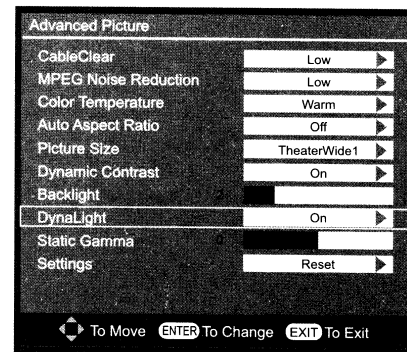 Advanced Picture
CableClear Low
MPEG Noise Reduction Low
Color Temperature Warm
Auto Aspect Ratio Off
Picture Size TheaterWide1
Dynamic Contrast On
Backlight
DynaLight On
Static Gamma 0
Settings Reset
To Move ENTER To Change EXIT To Exit